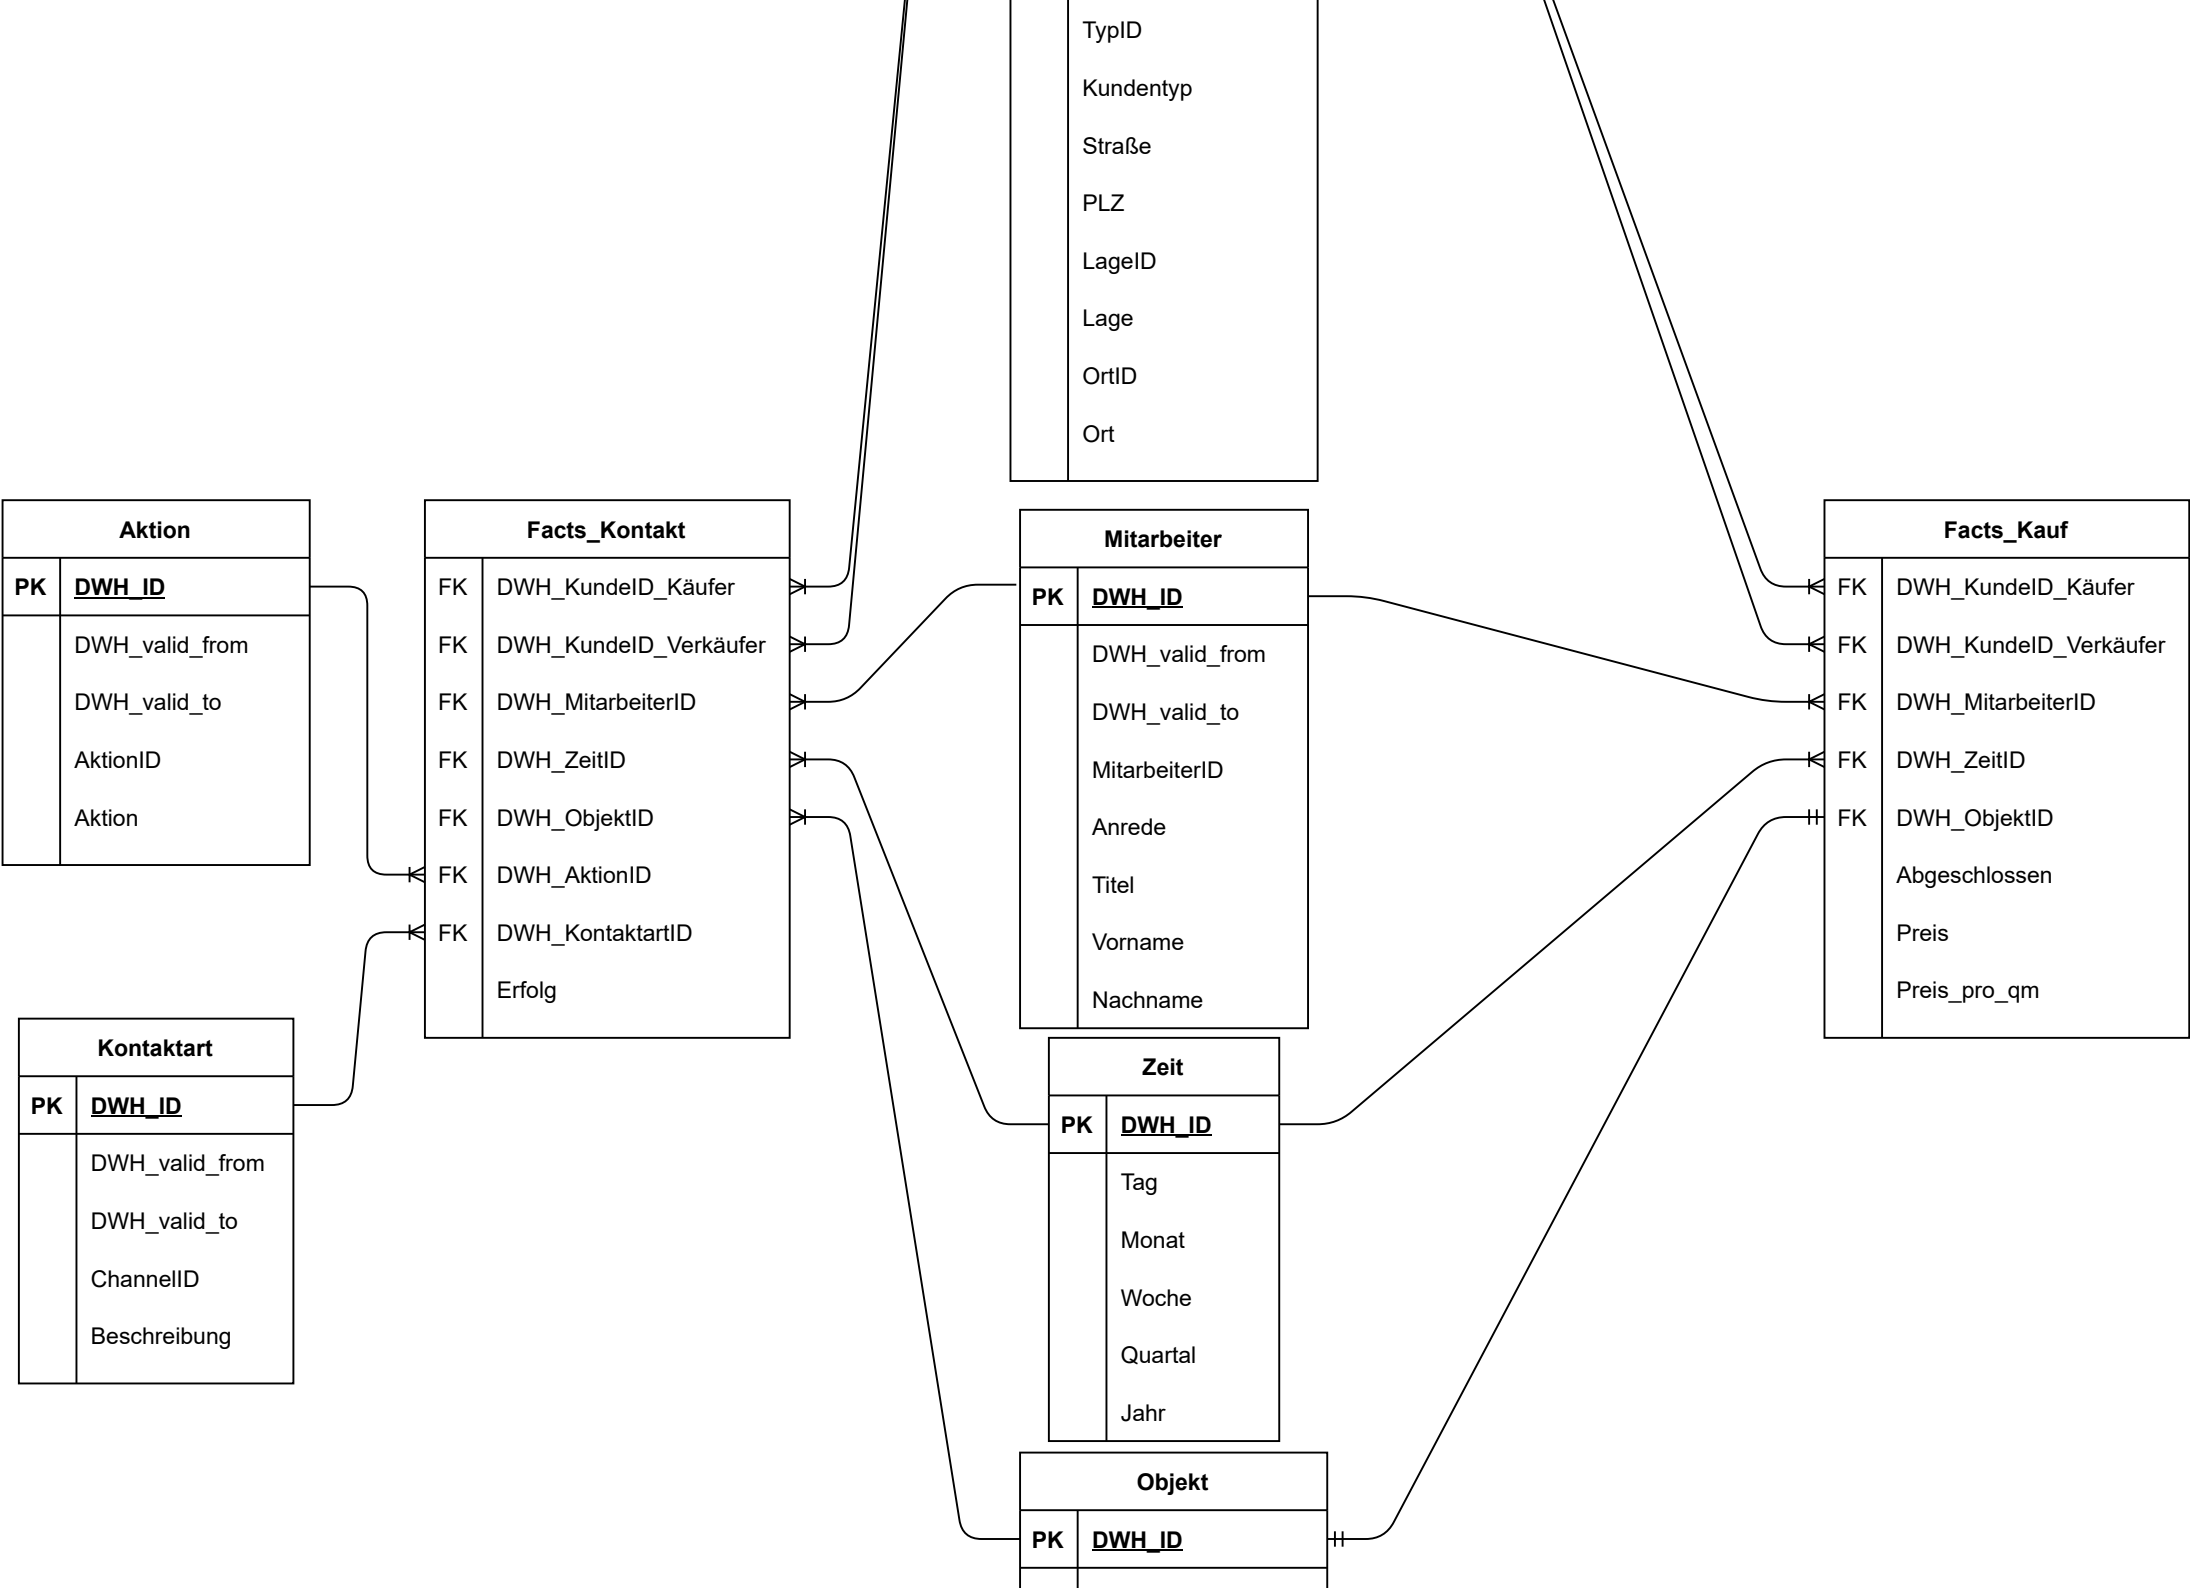 TypID
Kundentyp
Straße
PLZ
LageID
Lage
OrtID
Ort
Aktion
PK DWH_ID
DWH_valid_from
DWH_valid_to
AktionID
Aktion
Facts_Kontakt
FK DWH_KundeID_Käufer
FK DWH_KundeID_Verkäufer
FK DWH_MitarbeiterID
FK DWH_ZeitID
FK DWH_ObjektID
FK DWH_AktionID
FK DWH_KontaktartID
Erfolg
Mitarbeiter
PK DWH_ID
DWH_valid_from
DWH_valid_to
MitarbeiterID
Anrede
Titel
Vorname
Nachname
Facts_Kauf
FK DWH_KundeID_Käufer
FK DWH_KundeID_Verkäufer
FK DWH_MitarbeiterID
FK DWH_ZeitID
FK DWH_ObjektID
Abgeschlossen
Preis
Preis_pro_qm
Kontaktart
PK DWH_ID
DWH_valid_from
DWH_valid_to
ChannelID
Beschreibung
Zeit
PK DWH_ID
Tag
Monat
Woche
Quartal
Jahr
Objekt
PK DWH_ID